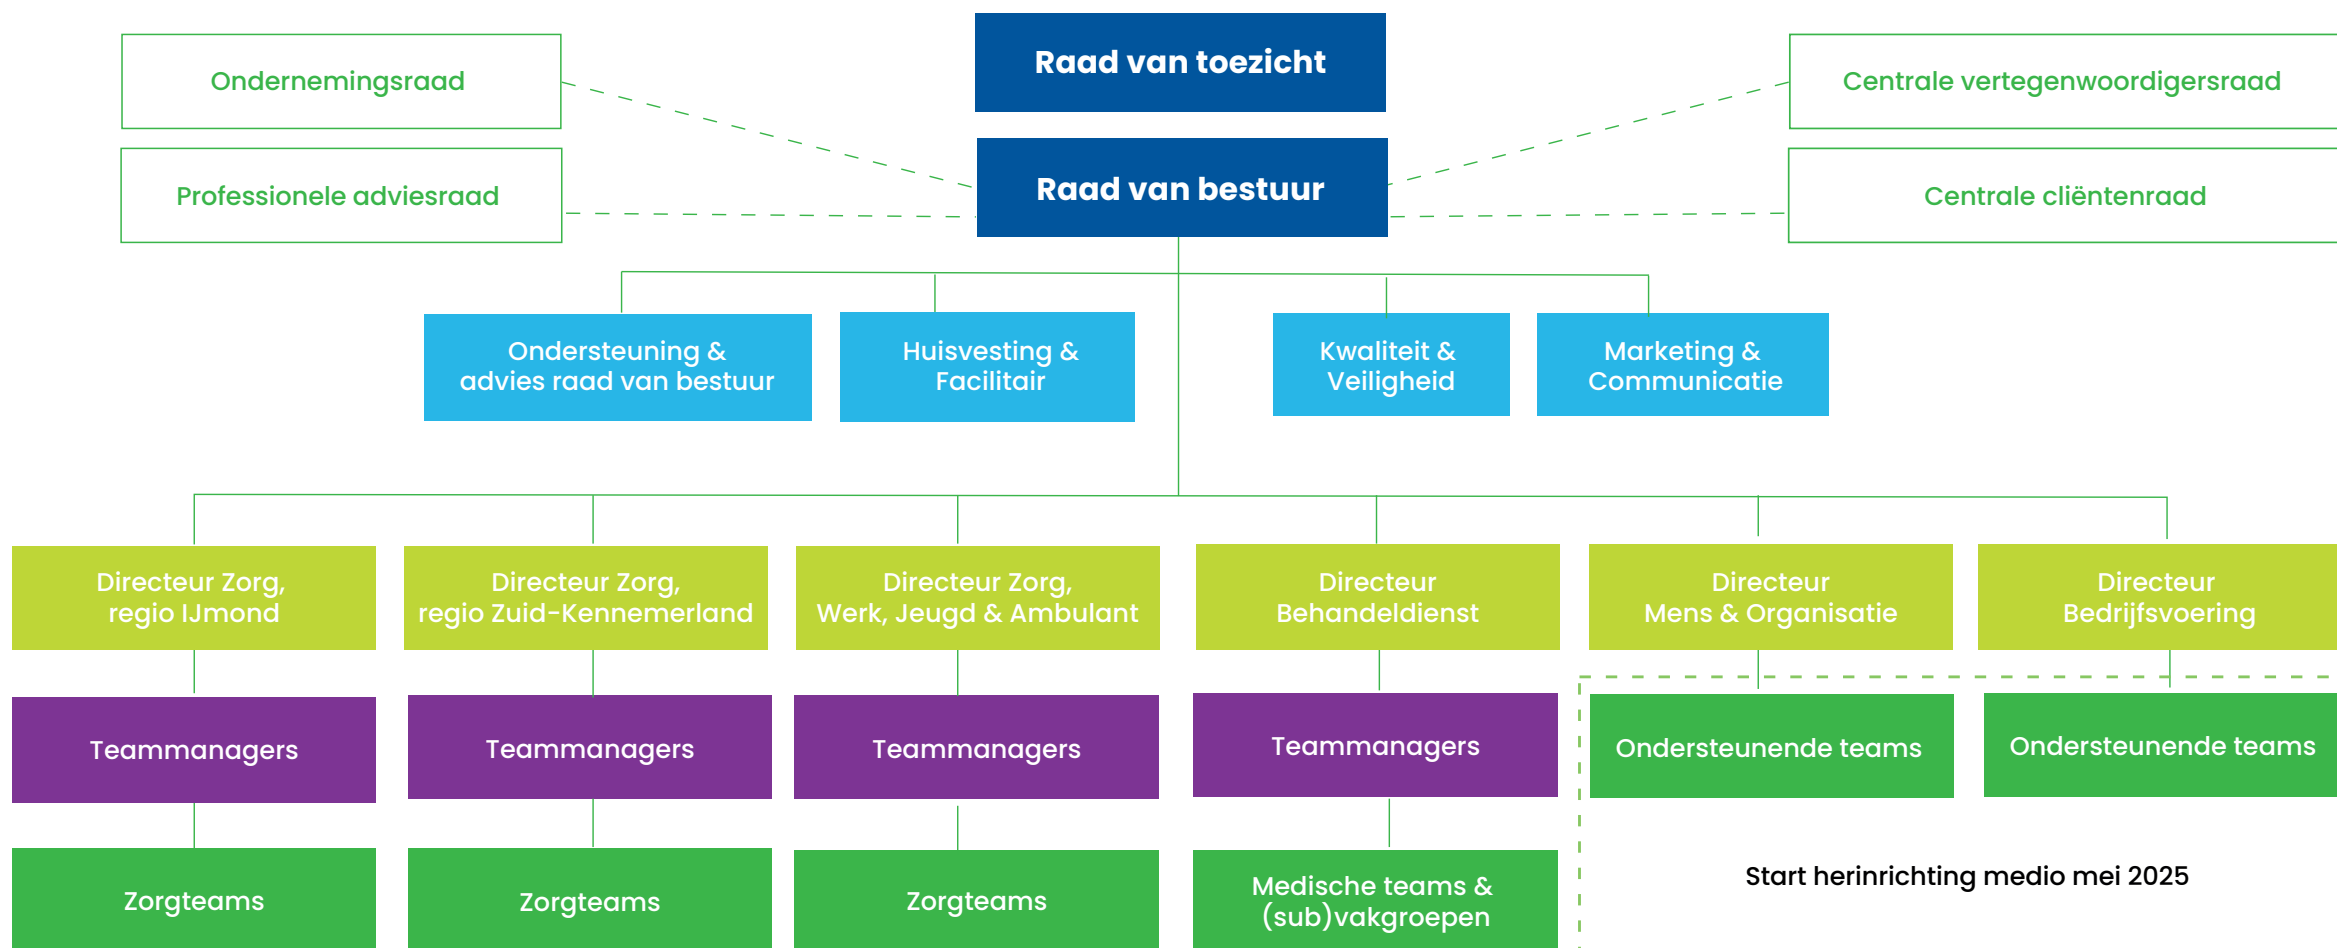 Raad van toezicht
Ondernemingsraad
Centrale vertegenwoordigersraad
Raad van bestuur
Professionele adviesraad
Centrale cliëntenraad
Ondersteuning &
advies raad van bestuur
Huisvesting &
Facilitair
Kwaliteit &
Veiligheid
Marketing &
Communicatie
Directeur Zorg,
regio IJmond
Directeur Zorg,
regio Zuid-Kennemerland
Directeur Zorg,
Werk, Jeugd & Ambulant
Directeur
Behandeldienst
Directeur
Mens & Organisatie
Directeur
Bedrijfsvoering
Teammanagers
Teammanagers
Teammanagers
Teammanagers
Ondersteunende teams
Ondersteunende teams
Zorgteams
Zorgteams
Zorgteams
Medische teams &
(sub)vakgroepen
Start herinrichting medio mei 2025